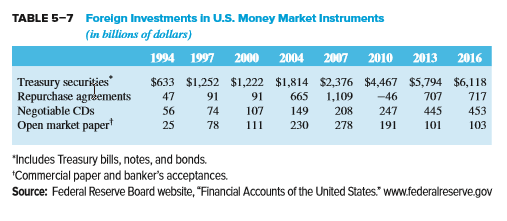 TABLE 5–7 Foreign Investments in U.S. Money Market Instruments
(in billions of dollars)
1994 1997 2000 2004 2007 2010 2013 2016
Treasury securities* $633 $1,252 $1,222 $1,814 $2,376 $4,467 $5,794 $6,118
Repurchase agreements 47 91 91 665 1,109 −46 707 717
Negotiable CDs 56 74 107 149 208 247 445 453
Open market paper† 25 78 111 230 278 191 101 103
*Includes Treasury bills, notes, and bonds.
†Commercial paper and banker's acceptances.
Source: Federal Reserve Board website, "Financial Accounts of the United States." www.federalreserve.gov